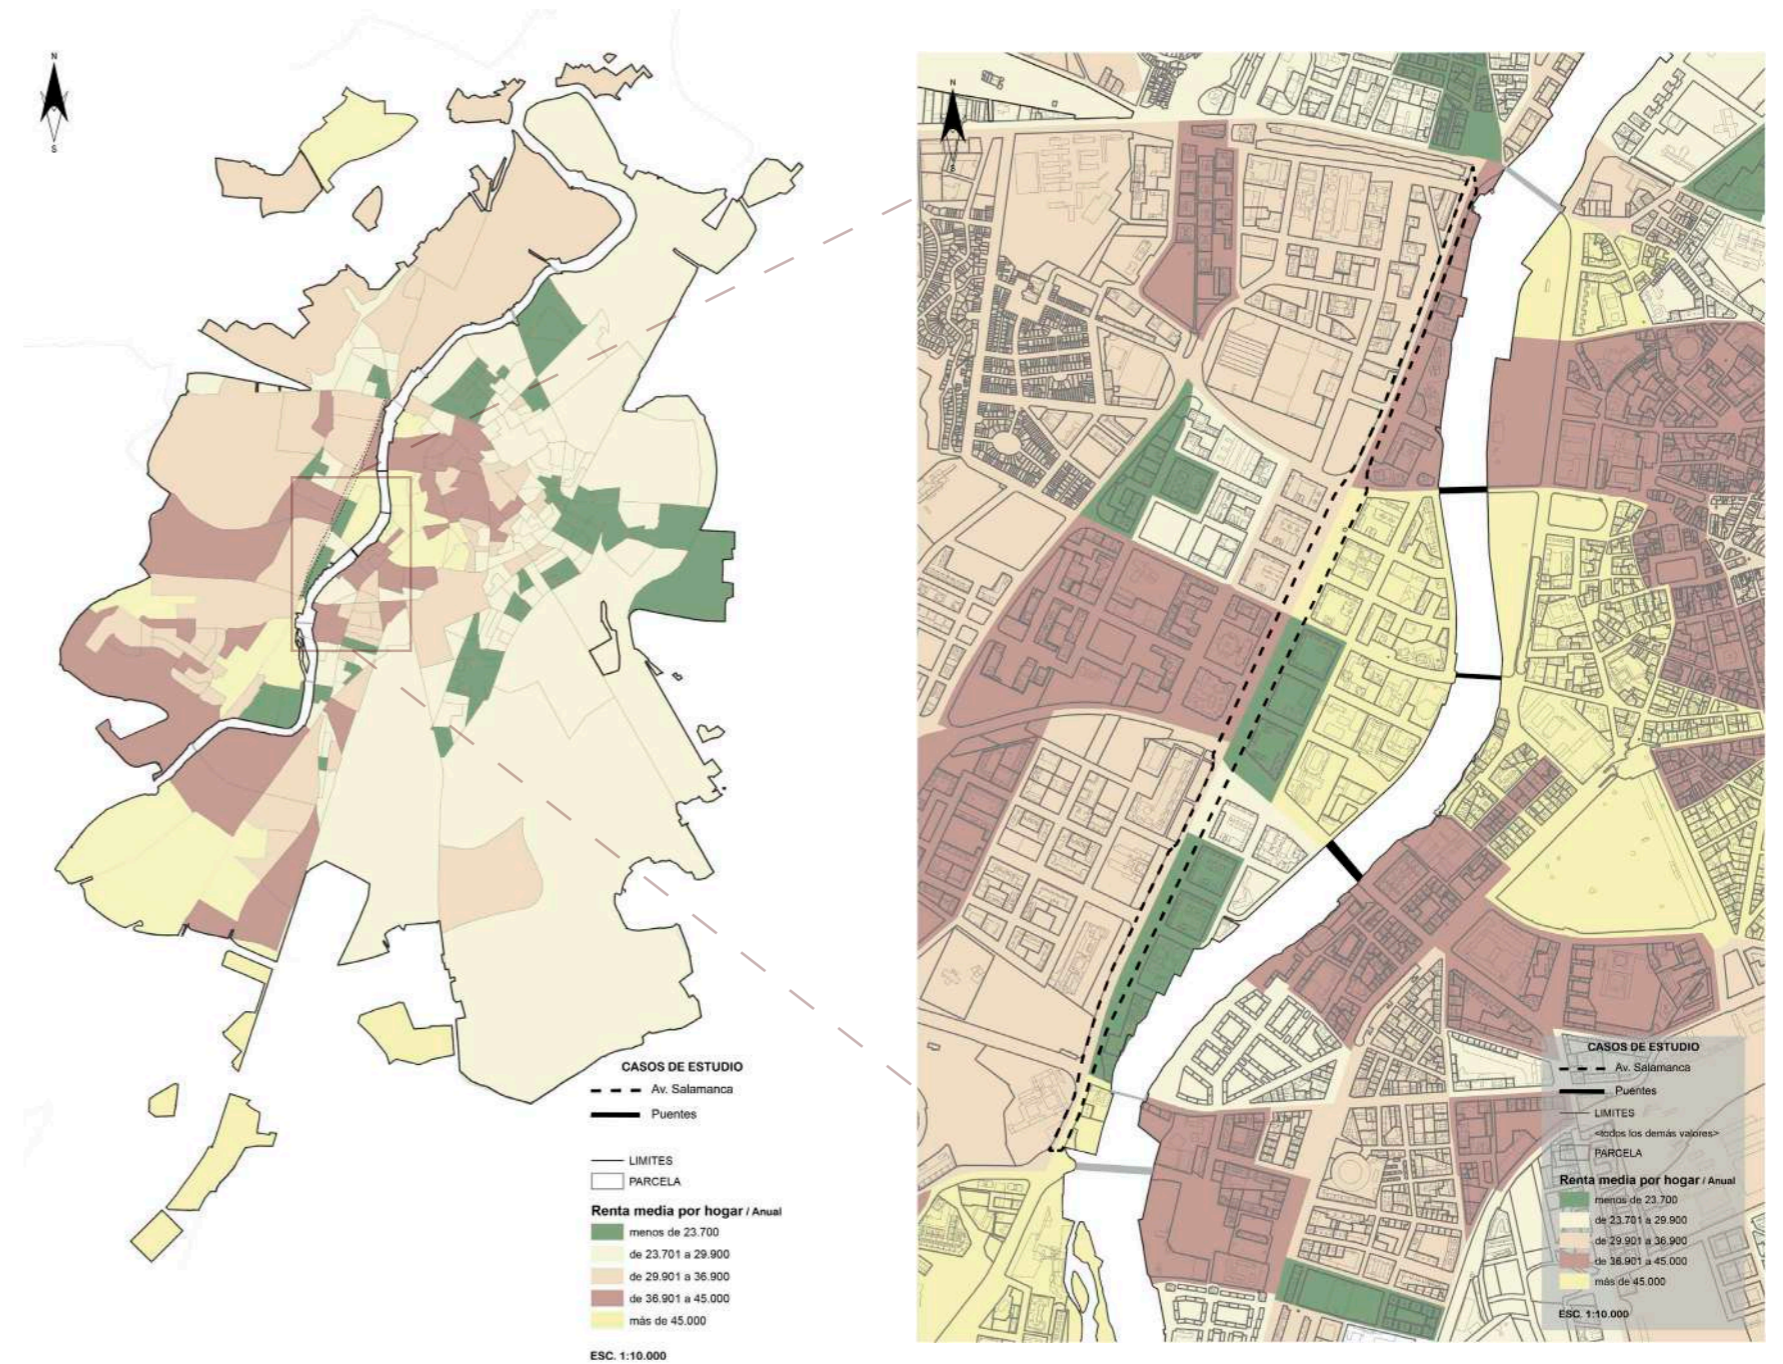 N
S
CASOS DE ESTUDIO
Av. Salamanca
Puentes
LIMITES
PARCELA
Renta media por hogar / Anual
menos de 23.700
de 23.701 a 29.900
de 29.901 a 36.900
de 36.901 a 45.000
más de 45.000
ESC. 1:10.000
N
S
CASOS DE ESTUDIO
Av. Salamanca
Puentes
LIMITES
<todos los demás valores>
PARCELA
Renta media por hogar / Anual
menos de 23.700
de 23.701 a 29.900
de 29.901 a 36.900
de 36.901 a 45.000
más de 45.000
ESC. 1:10.000